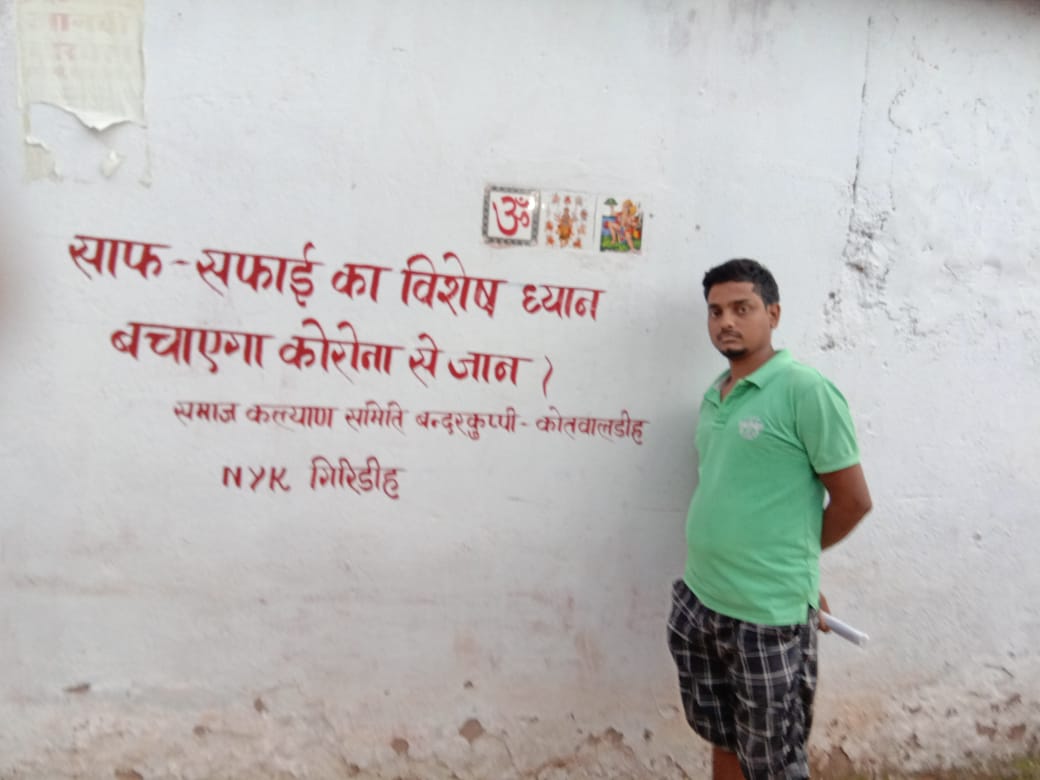 ॐ
साफ-सफाई का विशेष ध्यान
बचाएगा कोरोना से जान।
समाज कल्याण समिति बन्दरकुप्पी-कोतवालडीह
NYK गिरिडीह